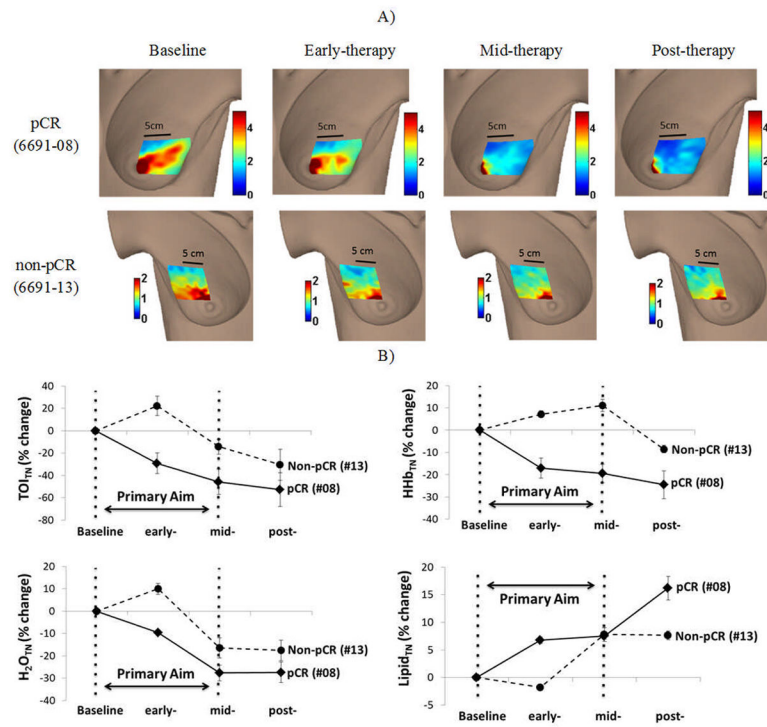 A)
Baseline Early-therapy Mid-therapy Post-therapy
pCR
(6691-08)
5cm 4 2 0 5cm 4 2 0 5cm 4 2 0 5cm 4 2 0
non-pCR
(6691-13)
5 cm 2 1 0 5 cm 2 1 0 5 cm 2 1 0 5 cm 2 1 0
B)
TOI_TN (% change)
40
20
0
-20
-40
-60
-80
Non-pCR (#13)
pCR (#08)
Primary Aim
Baseline early- mid- post-
HHb_TN (% change)
20
10
0
-10
-20
-30
-40
Non-pCR (#13)
pCR (#08)
Primary Aim
Baseline early- mid- post-
H₂O_TN (% change)
20
10
0
-10
-20
-30
-40
Non-pCR (#13)
pCR (#08)
Primary Aim
Baseline early- mid- post-
Lipid_TN (% change)
20
15
10
5
0
-5
Primary Aim
pCR (#08)
Non-pCR (#13)
Baseline early- mid- post-